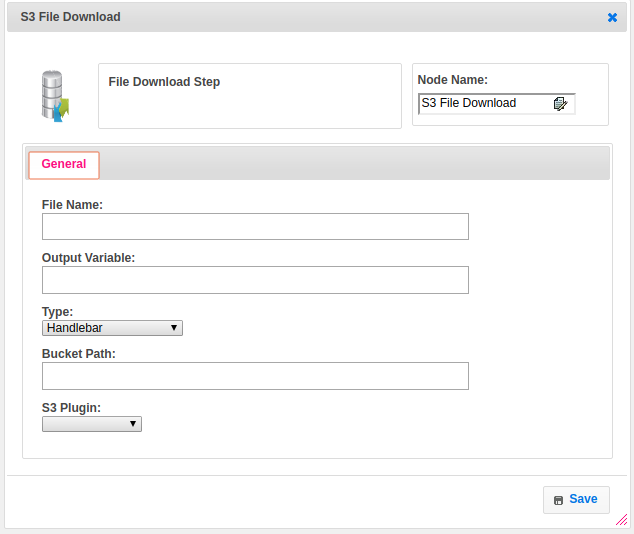 S3 File Download
File Download Step
Node Name:
S3 File Download
General
File Name:
Output Variable:
Type:
Handlebar
Bucket Path:
S3 Plugin:
Save